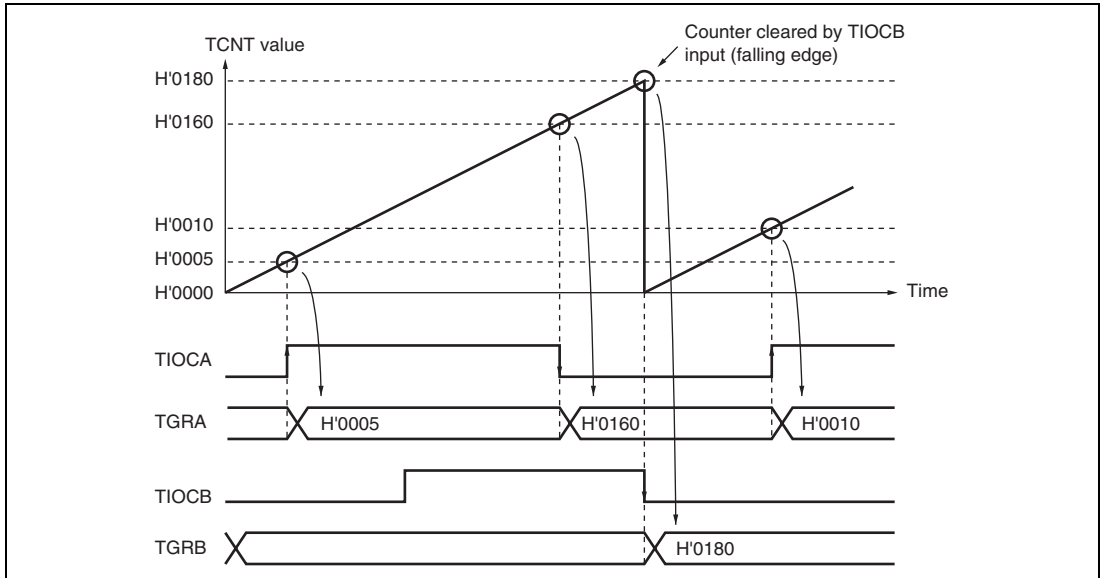 Counter cleared by TIOCB
input (falling edge)
TCNT value
H'0180
H'0160
H'0010
H'0005
H'0000
Time
TIOCA
TGRA
H'0005
H'0160
H'0010
TIOCB
TGRB
H'0180